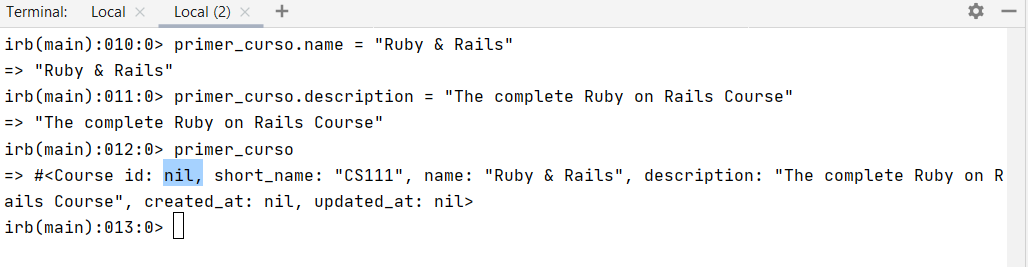 Terminal: Local × Local (2) × +
irb(main):010:0> primer_curso.name = "Ruby & Rails"
=> "Ruby & Rails"
irb(main):011:0> primer_curso.description = "The complete Ruby on Rails Course"
=> "The complete Ruby on Rails Course"
irb(main):012:0> primer_curso
=> #<Course id: nil, short_name: "CS111", name: "Ruby & Rails", description: "The complete Ruby on R
ails Course", created_at: nil, updated_at: nil>
irb(main):013:0>